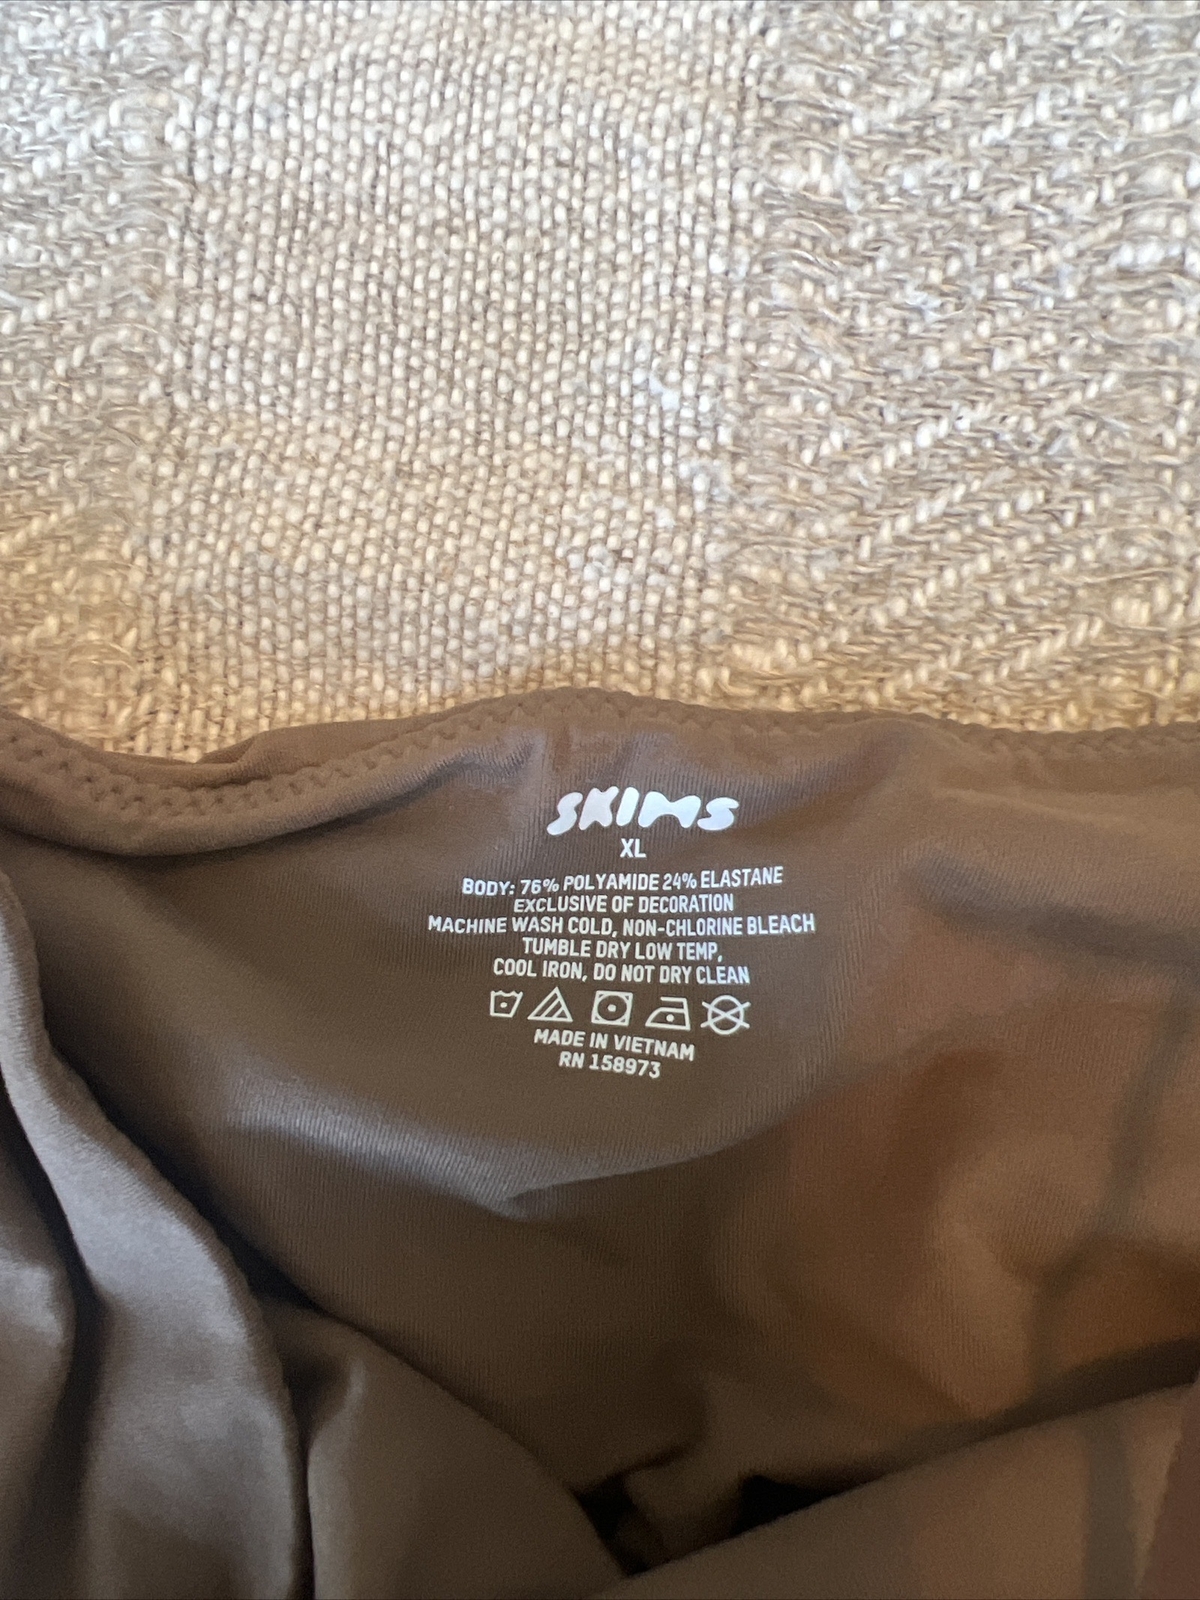 SKIMS
XL
BODY: 76% POLYAMIDE 24% ELASTANE
EXCLUSIVE OF DECORATION
MACHINE WASH COLD, NON-CHLORINE BLEACH
TUMBLE DRY LOW TEMP,
COOL IRON, DO NOT DRY CLEAN
MADE IN VIETNAM
RN 158973